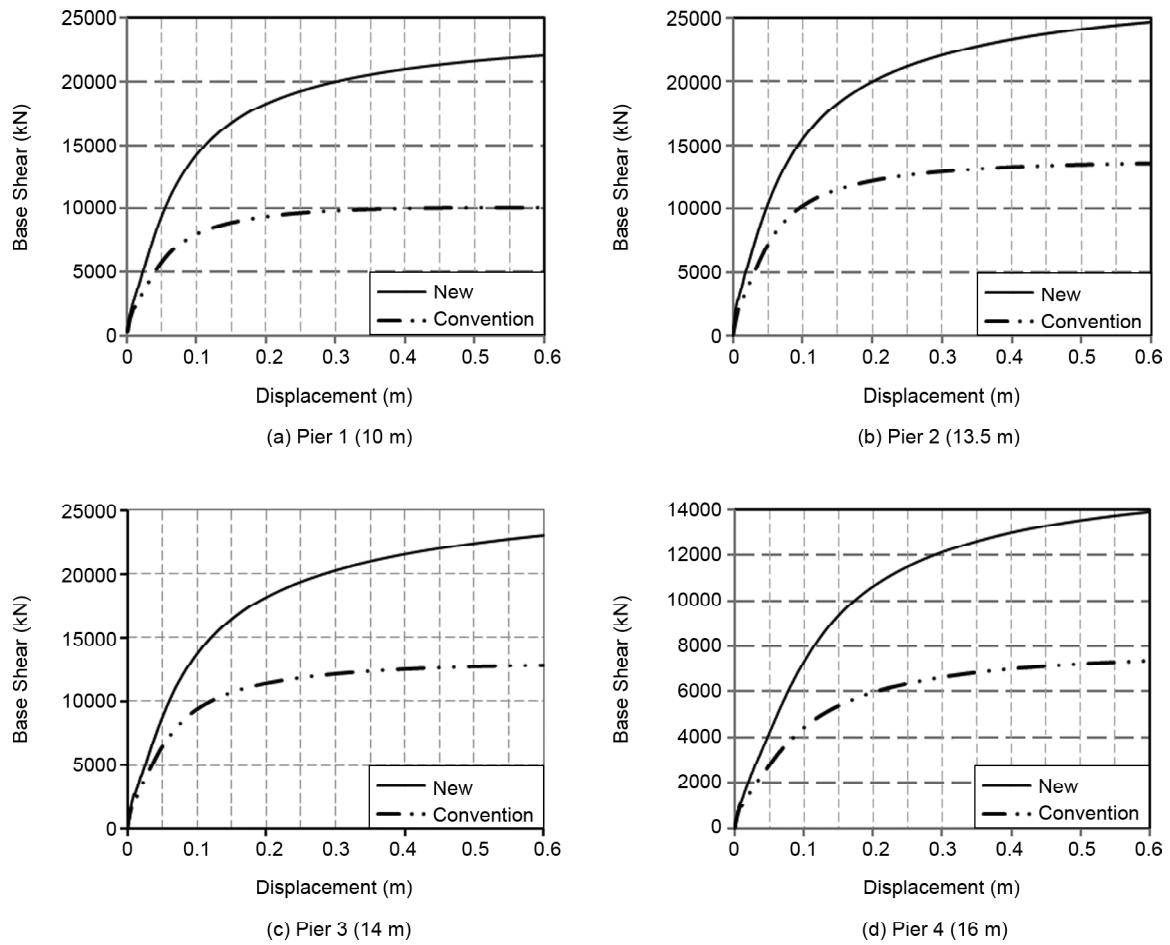 25000
20000
15000
10000
5000
0
Base Shear (kN)
New
Convention
0 0.1 0.2 0.3 0.4 0.5 0.6
Displacement (m)
(a) Pier 1 (10 m)
25000
20000
15000
10000
5000
0
Base Shear (kN)
New
Convention
0 0.1 0.2 0.3 0.4 0.5 0.6
Displacement (m)
(b) Pier 2 (13.5 m)
25000
20000
15000
10000
5000
0
Base Shear (kN)
New
Convention
0 0.1 0.2 0.3 0.4 0.5 0.6
Displacement (m)
(c) Pier 3 (14 m)
14000
12000
10000
8000
6000
4000
2000
0
Base Shear (kN)
New
Convention
0 0.1 0.2 0.3 0.4 0.5 0.6
Displacement (m)
(d) Pier 4 (16 m)